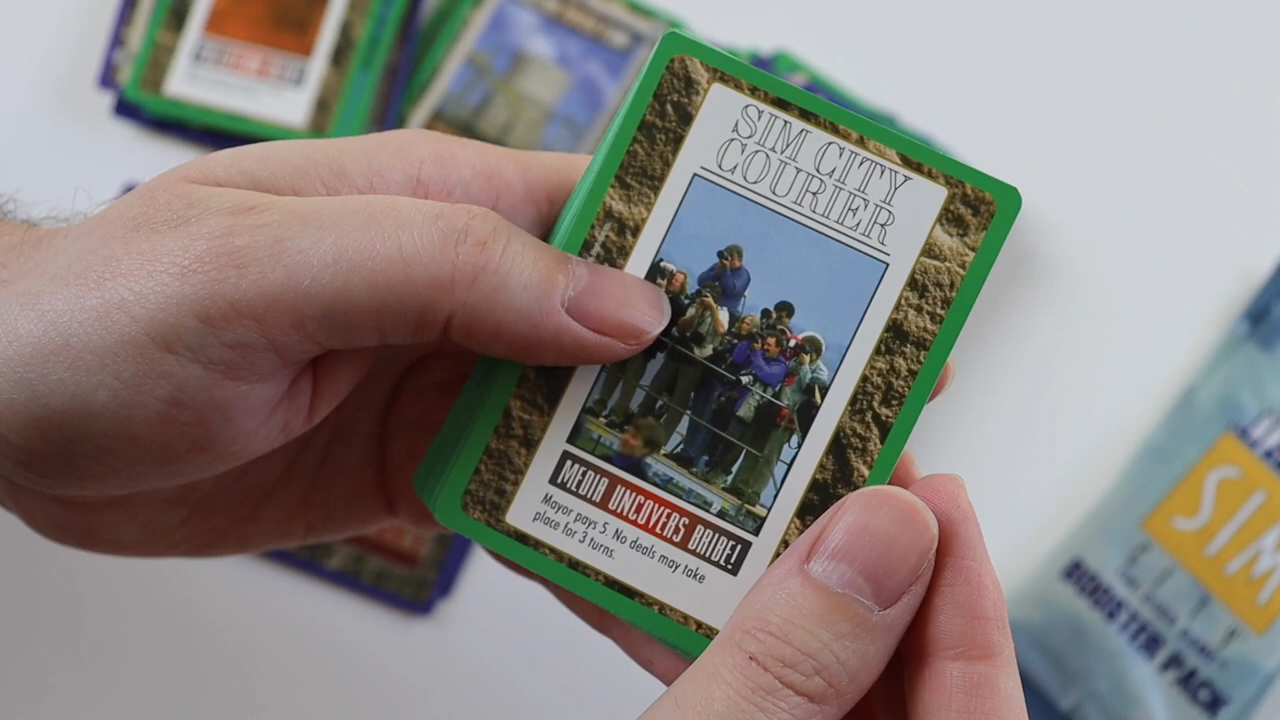 SIM CITY
COURIER
MEDIA UNCOVERS BRIBE!
Mayor pays 5. No deals may take
place for 3 turns.
SIM
CITY
BOOSTER PACK